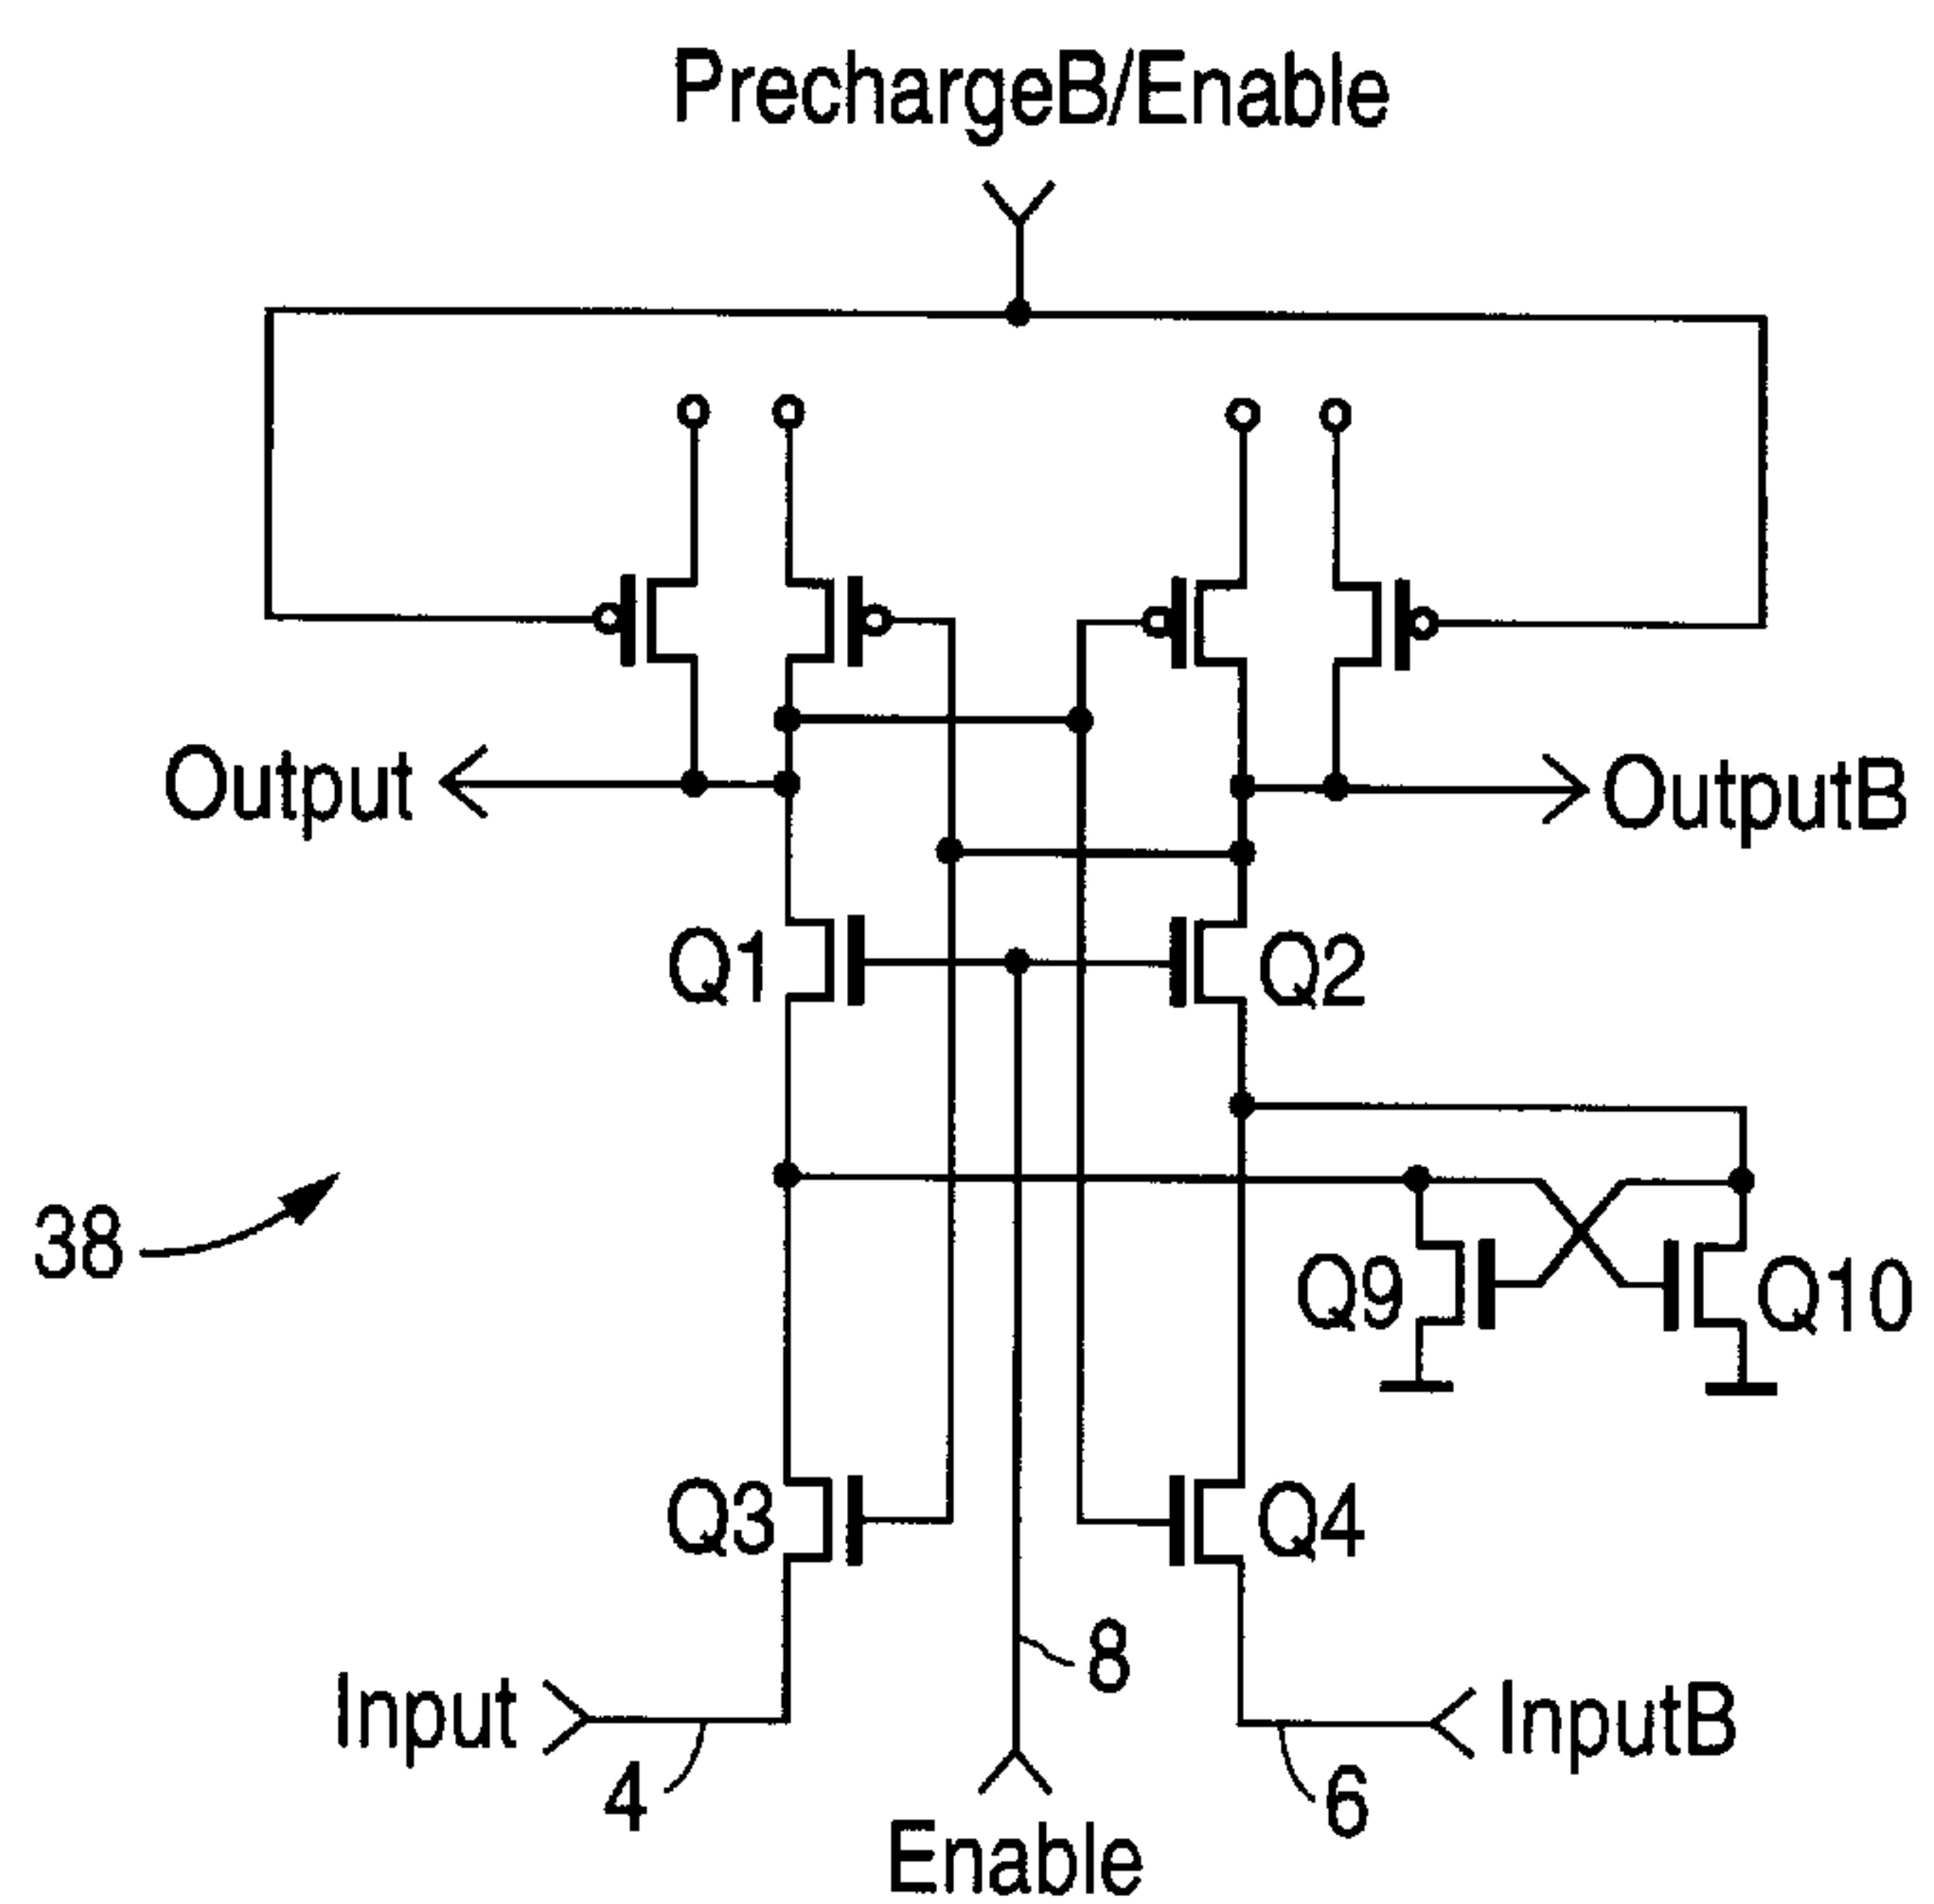 PrechargeB/Enable
Output
OutputB
Q1
Q2
38
Q9
Q10
Q3
Q4
8
Input
InputB
4
6
Enable